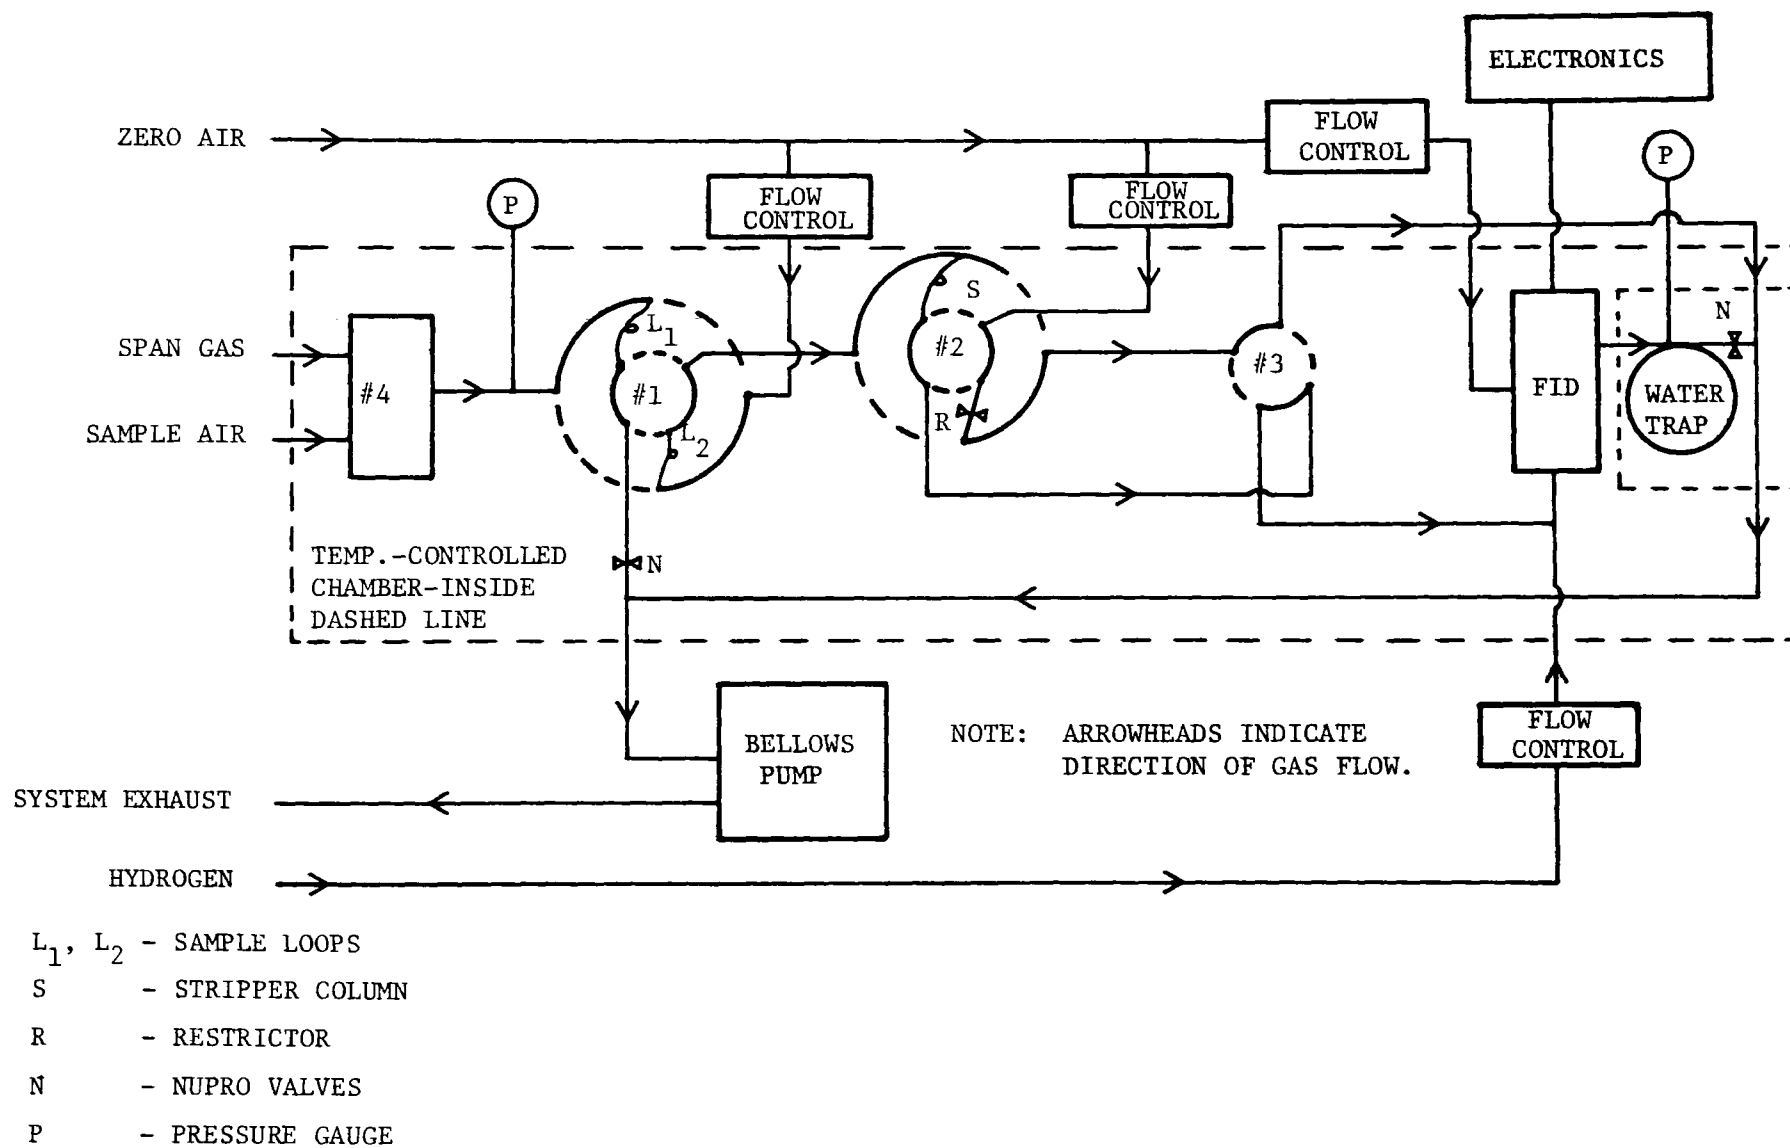 ELECTRONICS
ZERO AIR
FLOW
CONTROL
P
P
FLOW
CONTROL
FLOW
CONTROL
S
N
L1
SPAN GAS
#4
#1
#2
#3
FID
WATER
TRAP
SAMPLE AIR
R
L2
TEMP.-CONTROLLED
CHAMBER-INSIDE
DASHED LINE
N
BELLOWS
PUMP
NOTE: ARROWHEADS INDICATE
DIRECTION OF GAS FLOW.
FLOW
CONTROL
SYSTEM EXHAUST
HYDROGEN
L1, L2 - SAMPLE LOOPS
S - STRIPPER COLUMN
R - RESTRICTOR
N - NUPRO VALVES
P - PRESSURE GAUGE